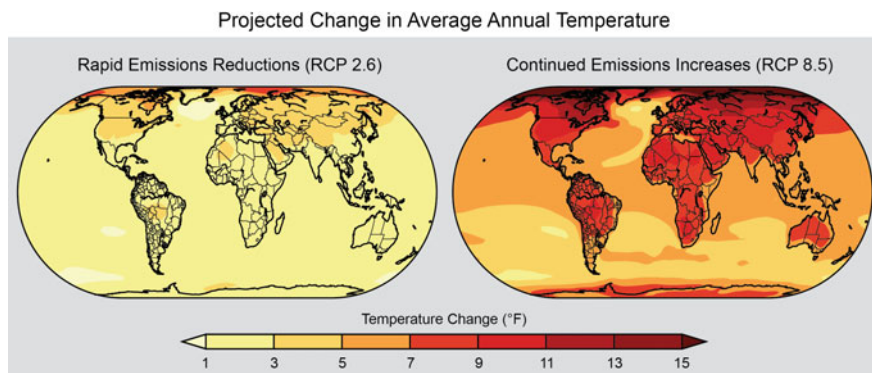 Projected Change in Average Annual Temperature
Rapid Emissions Reductions (RCP 2.6)
Continued Emissions Increases (RCP 8.5)
Temperature Change (°F)
1 3 5 7 9 11 13 15